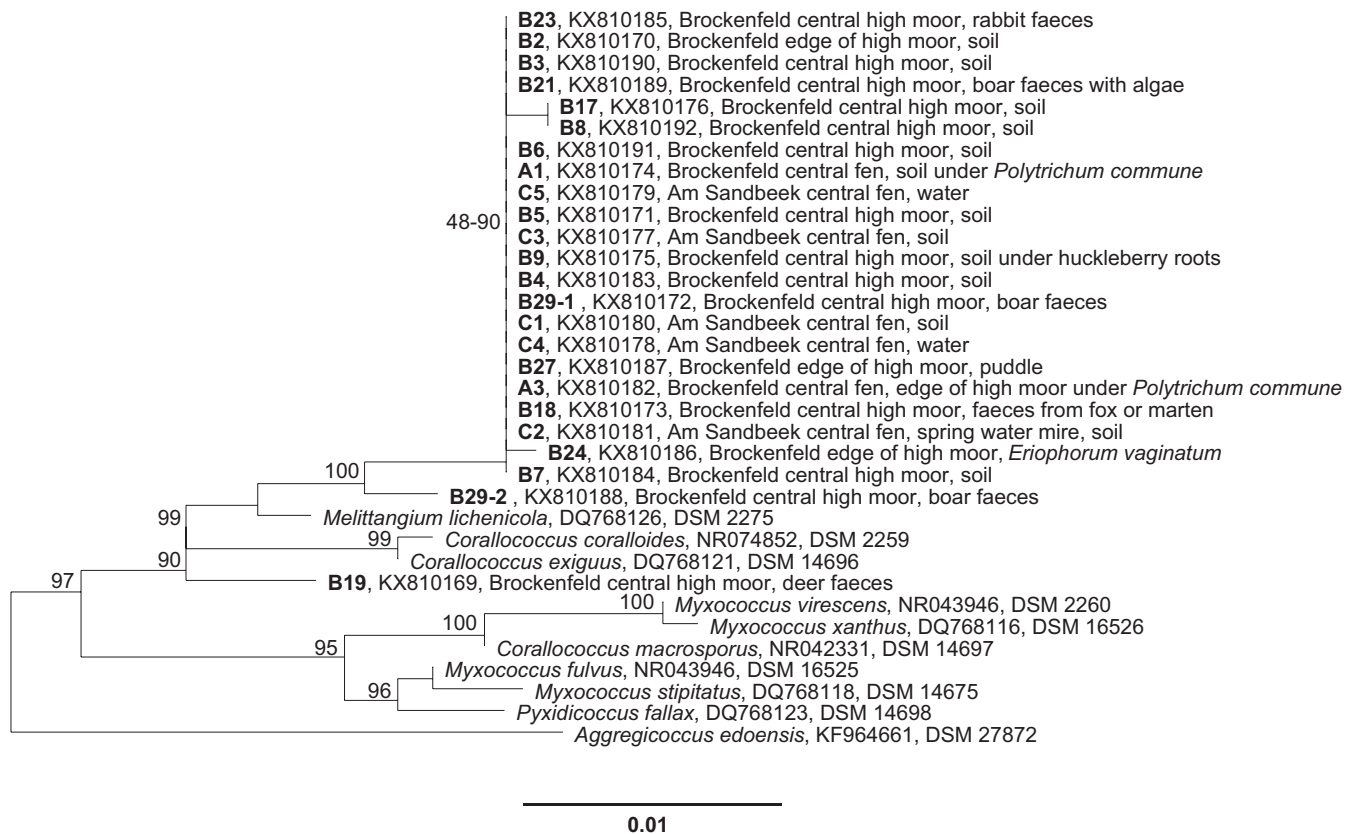 B23, KX810185, Brockenfeld central high moor, rabbit faeces
B2, KX810170, Brockenfeld edge of high moor, soil
B3, KX810190, Brockenfeld central high moor, soil
B21, KX810189, Brockenfeld central high moor, boar faeces with algae
B17, KX810176, Brockenfeld central high moor, soil
B8, KX810192, Brockenfeld central high moor, soil
B6, KX810191, Brockenfeld central high moor, soil
A1, KX810174, Brockenfeld central fen, soil under Polytrichum commune
C5, KX810179, Am Sandbeek central fen, water
B5, KX810171, Brockenfeld central high moor, soil
48-90
C3, KX810177, Am Sandbeek central fen, soil
B9, KX810175, Brockenfeld central high moor, soil under huckleberry roots
B4, KX810183, Brockenfeld central high moor, soil
B29-1 , KX810172, Brockenfeld central high moor, boar faeces
C1, KX810180, Am Sandbeek central fen, soil
C4, KX810178, Am Sandbeek central fen, water
B27, KX810187, Brockenfeld edge of high moor, puddle
A3, KX810182, Brockenfeld central fen, edge of high moor under Polytrichum commune
B18, KX810173, Brockenfeld central high moor, faeces from fox or marten
C2, KX810181, Am Sandbeek central fen, spring water mire, soil
B24, KX810186, Brockenfeld edge of high moor, Eriophorum vaginatum
100
B7, KX810184, Brockenfeld central high moor, soil
B29-2 , KX810188, Brockenfeld central high moor, boar faeces
99
Melittangium lichenicola, DQ768126, DSM 2275
99
Corallococcus coralloides, NR074852, DSM 2259
90
Corallococcus exiguus, DQ768121, DSM 14696
97
B19, KX810169, Brockenfeld central high moor, deer faeces
100
Myxococcus virescens, NR043946, DSM 2260
100
Myxococcus xanthus, DQ768116, DSM 16526
95
Corallococcus macrosporus, NR042331, DSM 14697
Myxococcus fulvus, NR043946, DSM 16525
96
Myxococcus stipitatus, DQ768118, DSM 14675
Pyxidicoccus fallax, DQ768123, DSM 14698
Aggregicoccus edoensis, KF964661, DSM 27872
0.01